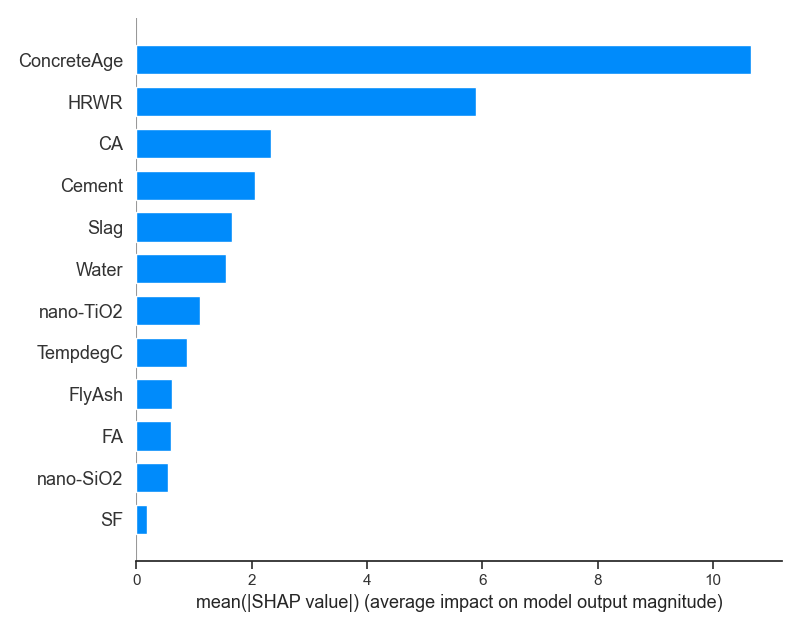 ConcreteAge
HRWR
CA
Cement
Slag
Water
nano-TiO2
TempdegC
FlyAsh
FA
nano-SiO2
SF
0 2 4 6 8 10
mean(|SHAP value|) (average impact on model output magnitude)